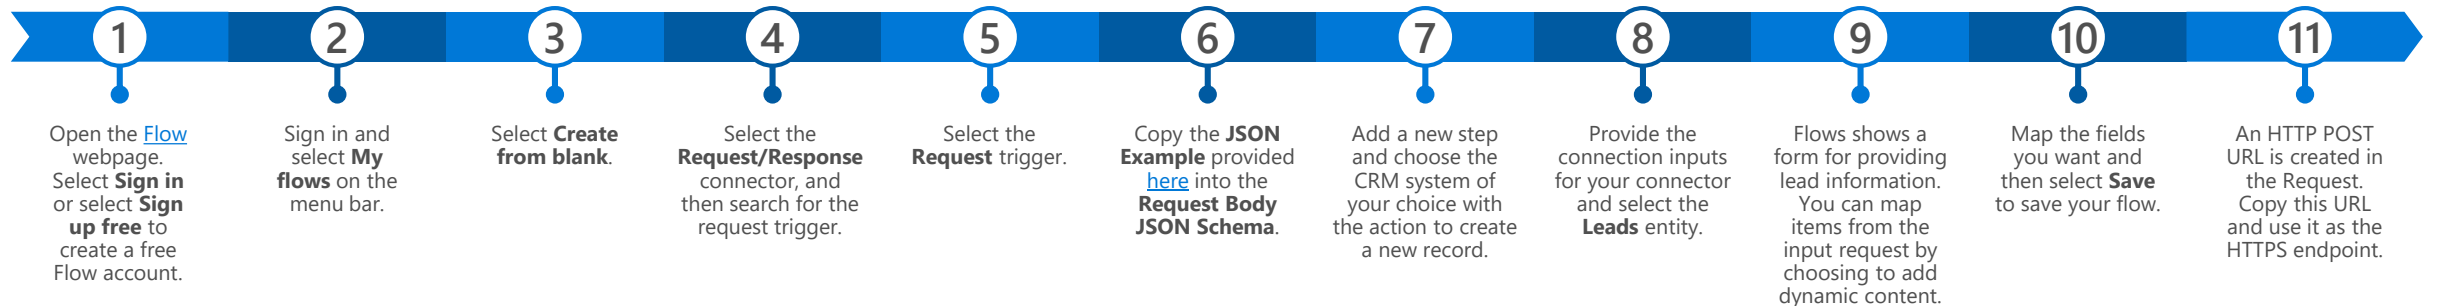 1
Open the Flow
webpage.
Select Sign in
or select Sign
up free to
create a free
Flow account.
2
Sign in and
select My
flows on the
menu bar.
3
Select Create
from blank.
4
Select the
Request/Response
connector, and
then search for the
request trigger.
5
Select the
Request trigger.
6
Copy the JSON
Example provided
here into the
Request Body
JSON Schema.
7
Add a new step
and choose the
CRM system of
your choice with
the action to create
a new record.
8
Provide the
connection inputs
for your connector
and select the
Leads entity.
9
Flows shows a
form for providing
lead information.
You can map
items from the
input request by
choosing to add
dynamic content.
10
Map the fields
you want and
then select Save
to save your flow.
11
An HTTP POST
URL is created in
the Request.
Copy this URL
and use it as the
HTTPS endpoint.